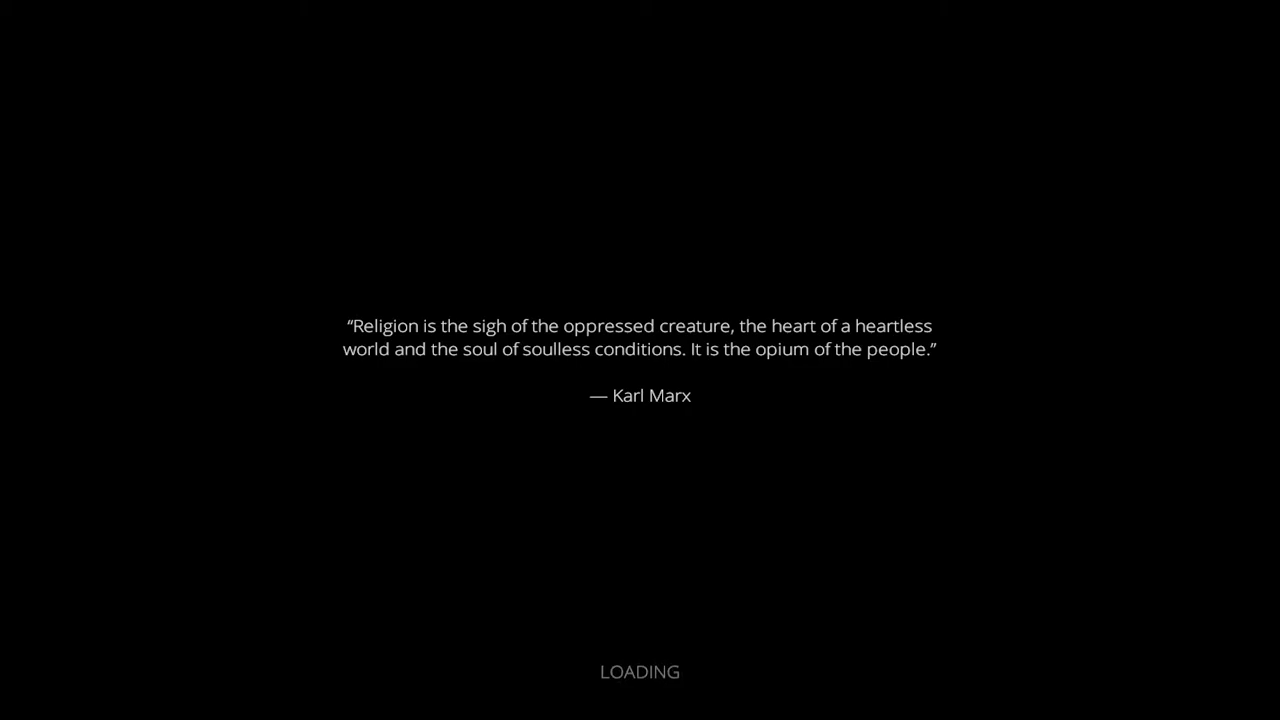 “Religion is the sigh of the oppressed creature, the heart of a heartless
world and the soul of soulless conditions. It is the opium of the people.”
— Karl Marx
LOADING